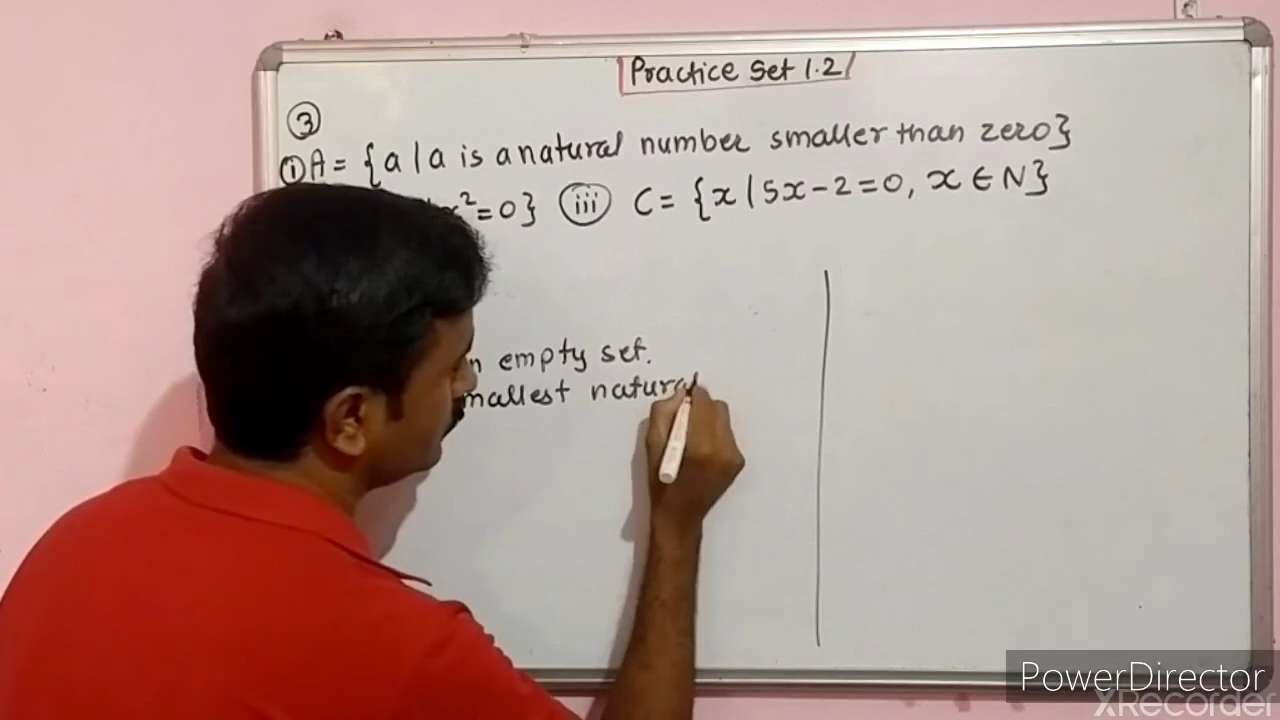 Practice Set 1.2
③
① A = {a | a is a natural number smaller than zero}
x²=0} ⅲ C = {x | 5x-2=0, x ∈ N}
empty set.
mallest natural
PowerDirector
XRecorder